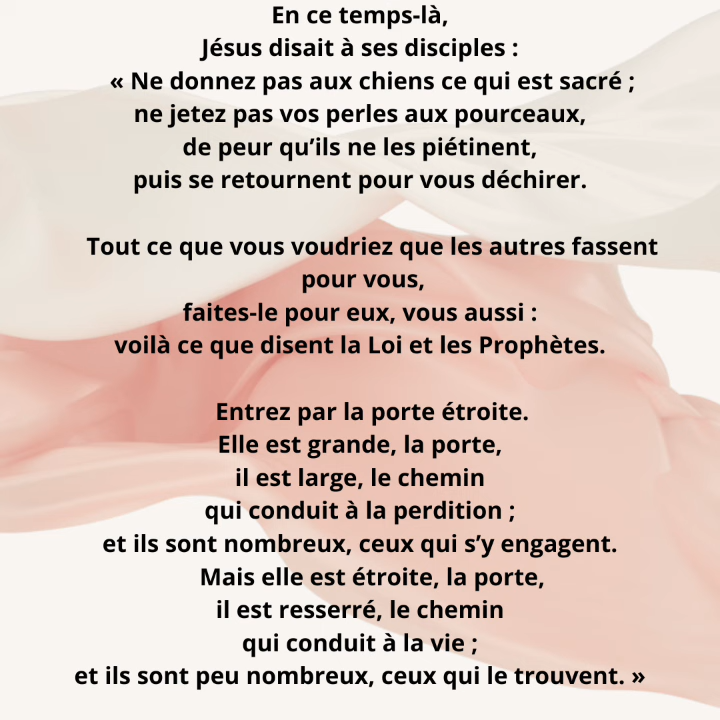 En ce temps-là,
Jésus disait à ses disciples :
« Ne donnez pas aux chiens ce qui est sacré ;
ne jetez pas vos perles aux pourceaux,
de peur qu’ils ne les piétinent,
puis se retournent pour vous déchirer.
Tout ce que vous voudriez que les autres fassent
pour vous,
faites-le pour eux, vous aussi :
voilà ce que disent la Loi et les Prophètes.
Entrez par la porte étroite.
Elle est grande, la porte,
il est large, le chemin
qui conduit à la perdition ;
et ils sont nombreux, ceux qui s’y engagent.
Mais elle est étroite, la porte,
il est resserré, le chemin
qui conduit à la vie ;
et ils sont peu nombreux, ceux qui le trouvent. »